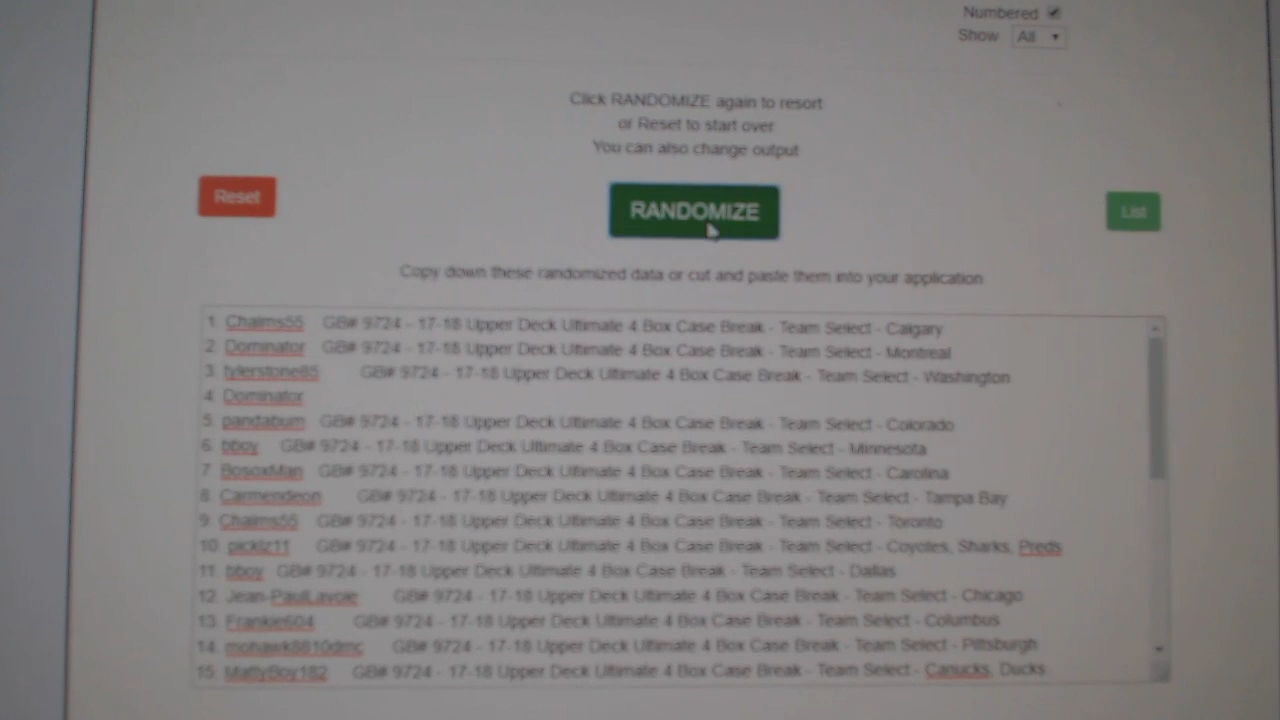 Numbered
Show All
Click RANDOMIZE again to resort
or Reset to start over
You can also change output
Reset
RANDOMIZE
List
Copy down these randomized data or cut and paste them into your application
1. Chalms55 GB# 9724 - 17-18 Upper Deck Ultimate 4 Box Case Break - Team Select - Calgary
2. Dominator GB# 9724 - 17-18 Upper Deck Ultimate 4 Box Case Break - Team Select - Montreal
3. tylerstone85 GB# 9724 - 17-18 Upper Deck Ultimate 4 Box Case Break - Team Select - Washington
4. Dominator
5. pandabum GB# 9724 - 17-18 Upper Deck Ultimate 4 Box Case Break - Team Select - Colorado
6. bboy GB# 9724 - 17-18 Upper Deck Ultimate 4 Box Case Break - Team Select - Minnesota
7. BosoxMan GB# 9724 - 17-18 Upper Deck Ultimate 4 Box Case Break - Team Select - Carolina
8. Carmendeon GB# 9724 - 17-18 Upper Deck Ultimate 4 Box Case Break - Team Select - Tampa Bay
9. Chalms55 GB# 9724 - 17-18 Upper Deck Ultimate 4 Box Case Break - Team Select - Toronto
10. picklz11 GB# 9724 - 17-18 Upper Deck Ultimate 4 Box Case Break - Team Select - Coyotes, Sharks, Preds
11. bboy GB# 9724 - 17-18 Upper Deck Ultimate 4 Box Case Break - Team Select - Dallas
12. Jean-PaulLavoie GB# 9724 - 17-18 Upper Deck Ultimate 4 Box Case Break - Team Select - Chicago
13. Frankie604 GB# 9724 - 17-18 Upper Deck Ultimate 4 Box Case Break - Team Select - Columbus
14. mohawk8810dmc GB# 9724 - 17-18 Upper Deck Ultimate 4 Box Case Break - Team Select - Pittsburgh
15. MattyBoy182 GB# 9724 - 17-18 Upper Deck Ultimate 4 Box Case Break - Team Select - Canucks, Ducks